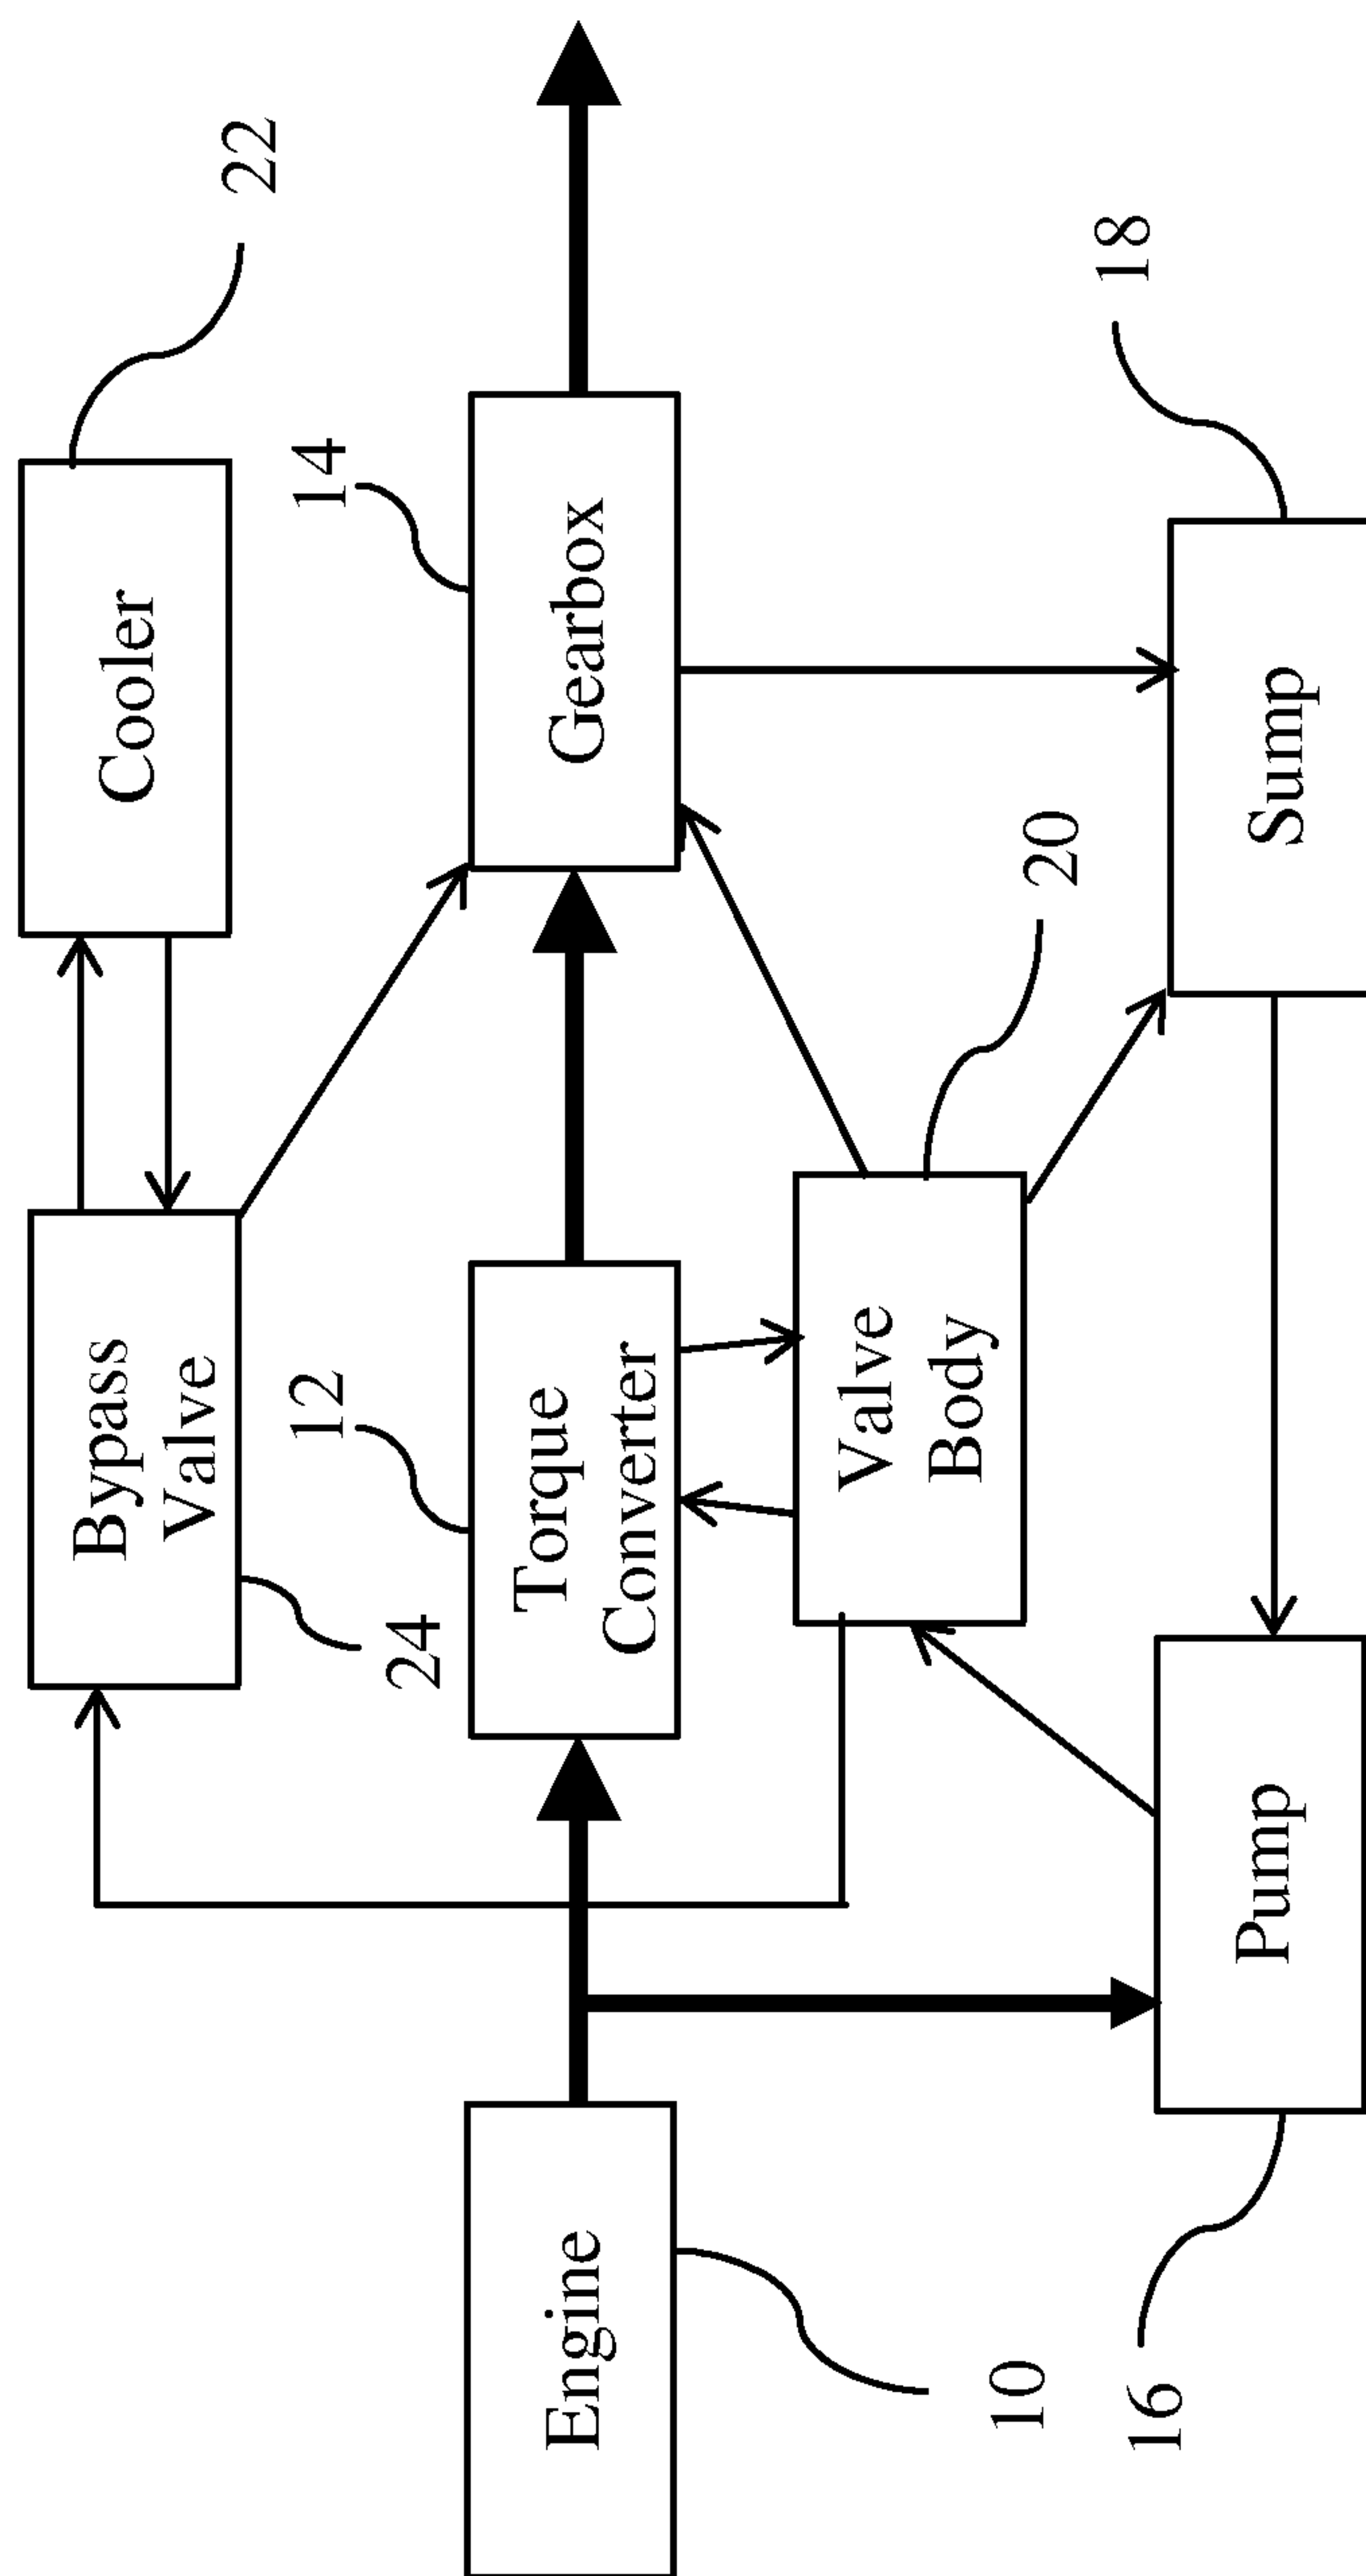 Cooler
22
Bypass
Valve
24
14
Gearbox
12
Torque
Converter
Engine
10
Valve
Body
20
18
Sump
Pump
16